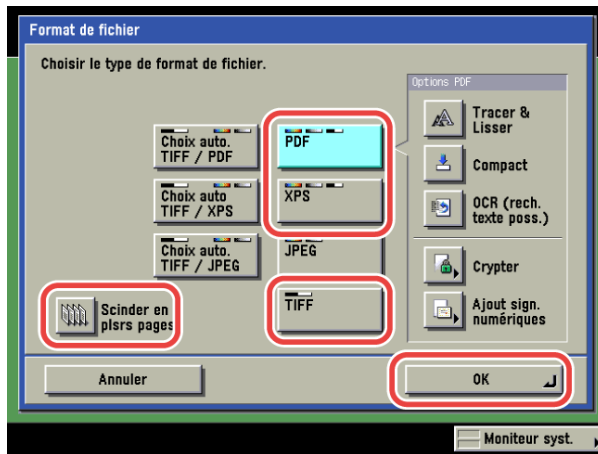 Format de fichier
Choisir le type de format de fichier.
Choix auto.
TIFF / PDF
Choix auto
TIFF / XPS
Choix auto.
TIFF / JPEG
PDF
XPS
JPEG
TIFF
Scinder en
plsrs pages
Options PDF
Tracer &
Lisser
Compact
OCR (rech.
texte poss.)
Crypter
Ajout sign.
numériques
Annuler
OK
Moniteur syst.